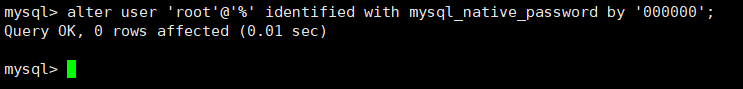 mysql> alter user 'root'@'%' identified with mysql_native_password by '000000';
Query OK, 0 rows affected (0.01 sec)
mysql>